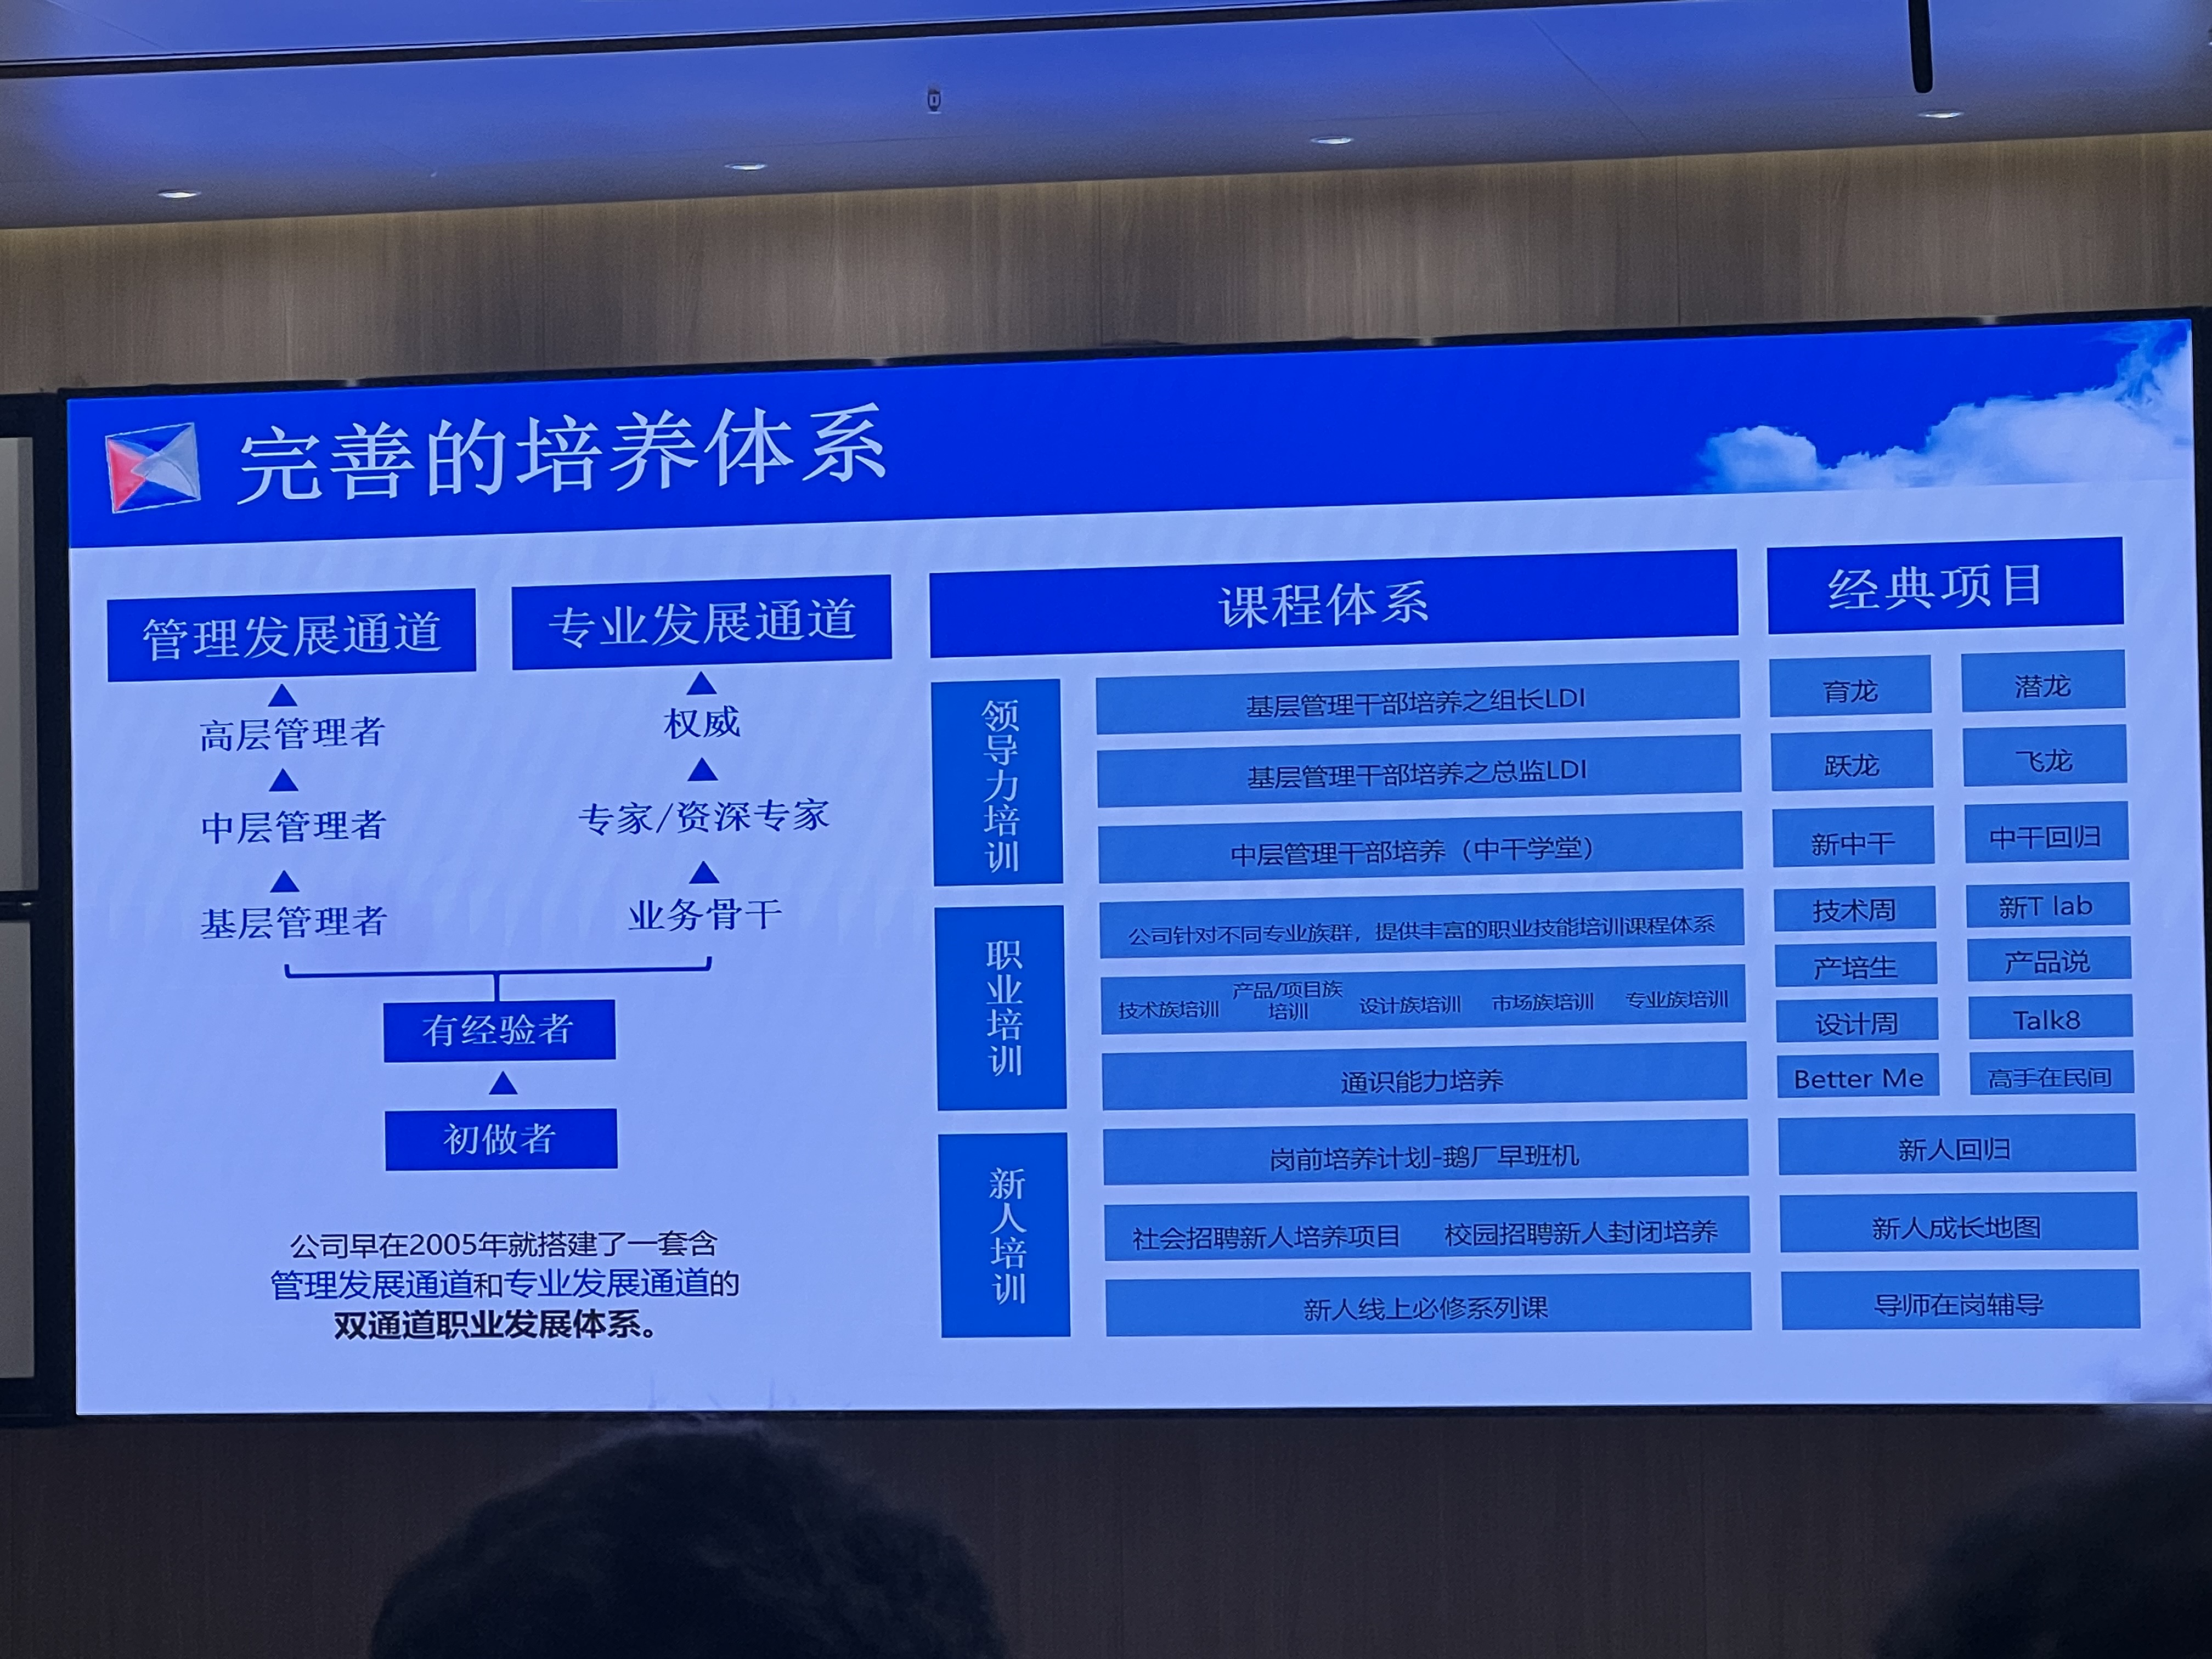 完善的培养体系
管理发展通道
高层管理者
中层管理者
基层管理者
专业发展通道
权威
专家/资深专家
业务骨干
有经验者
初做者
公司早在2005年就搭建了一套含
管理发展通道和专业发展通道的
双通道职业发展体系。
课程体系
领导力培训
基层管理干部培养之组长LDI
基层管理干部培养之总监LDI
中层管理干部培养（中干学堂）
职业培训
公司针对不同专业族群，提供丰富的职业技能培训课程体系
技术族培训
产品/项目族
培训
设计族培训
市场族培训
专业族培训
通识能力培养
新人培训
岗前培养计划-鹅厂早班机
社会招聘新人培养项目 校园招聘新人封闭培养
新人线上必修系列课
经典项目
育龙 潜龙
跃龙 飞龙
新中干 中干回归
技术周 新T lab
产培生 产品说
设计周 Talk8
Better Me 高手在民间
新人回归
新人成长地图
导师在岗辅导